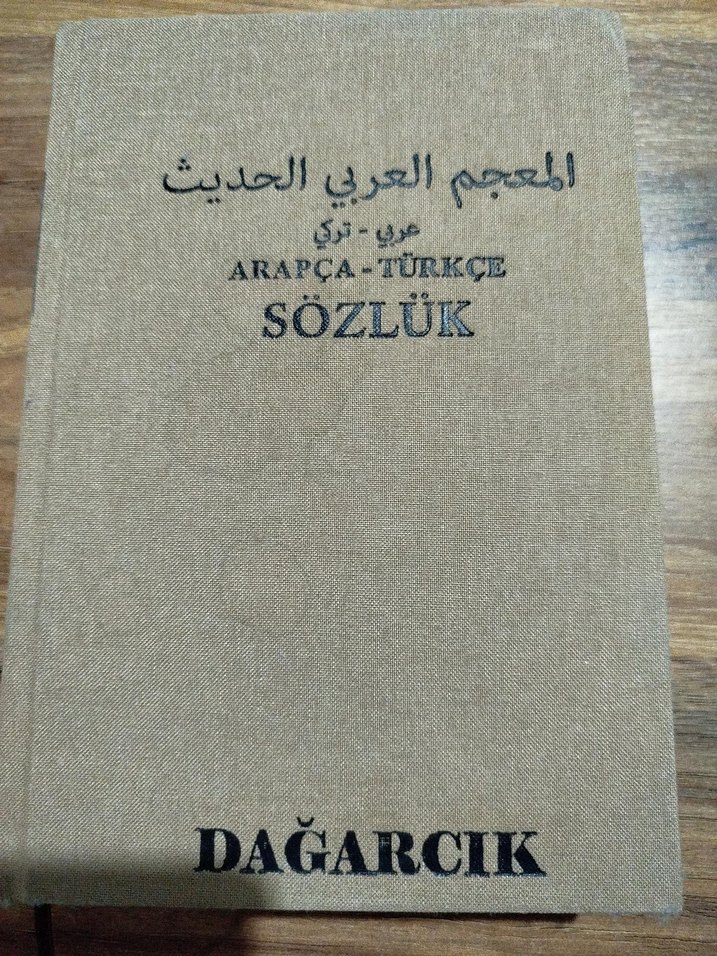 المعجم العربي الحديث
عربي - تركي
ARAPÇA - TÜRKÇE
SÖZLÜK
DAĞARCIK